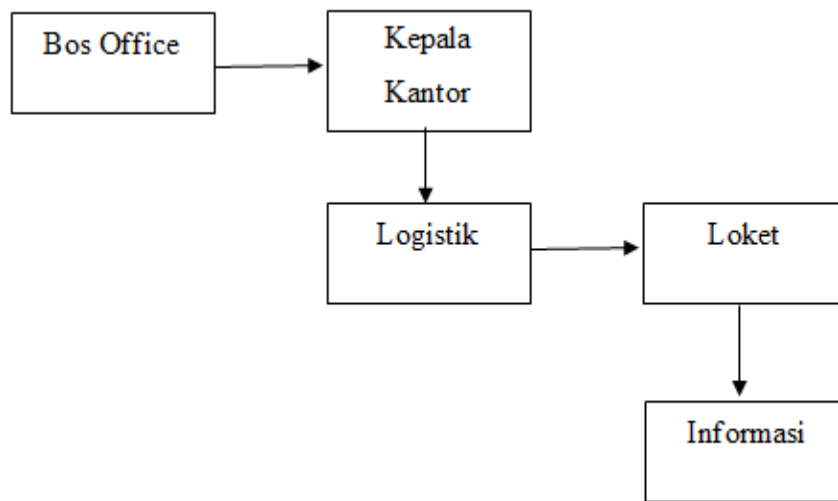 Bos Office
Kepala
Kantor
Logistik
Loket
Informasi